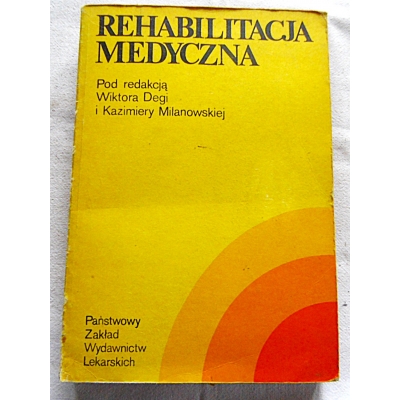 REHABILITACJA
MEDYCZNA
Pod redakcją
Wiktora Degi
i Kazimiery Milanowskiej
Państwowy
Zakład
Wydawnictw
Lekarskich